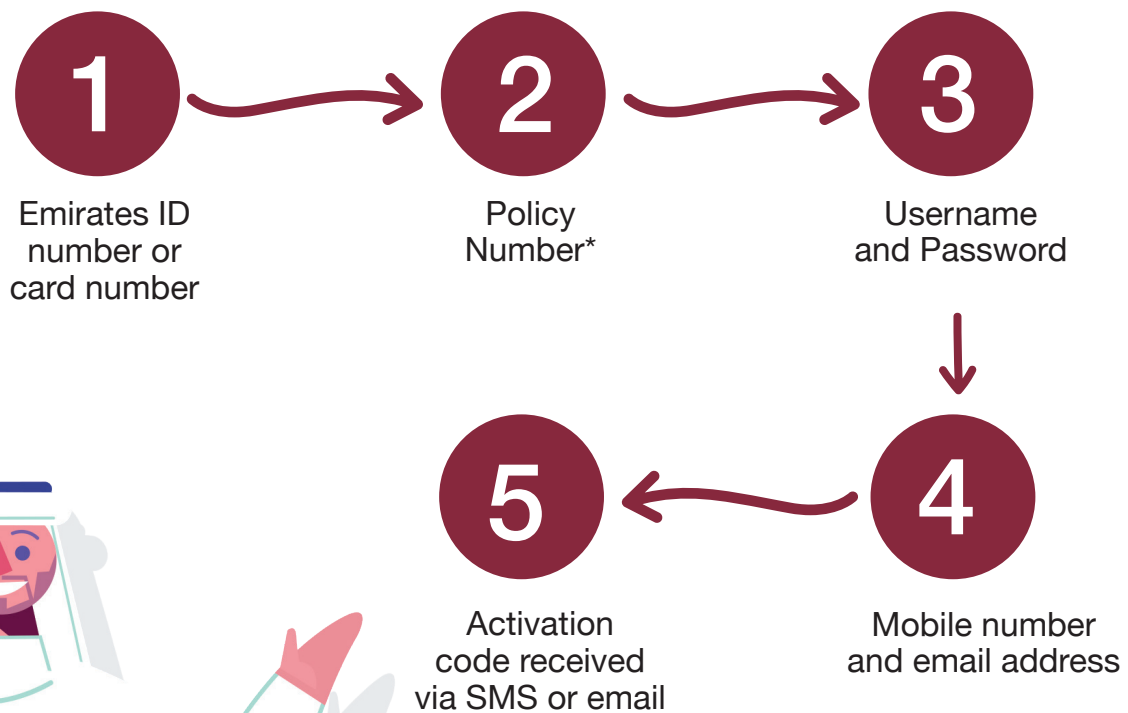 1
Emirates ID
number or
card number
2
Policy
Number*
3
Username
and Password
4
Mobile number
and email address
5
Activation
code received
via SMS or email